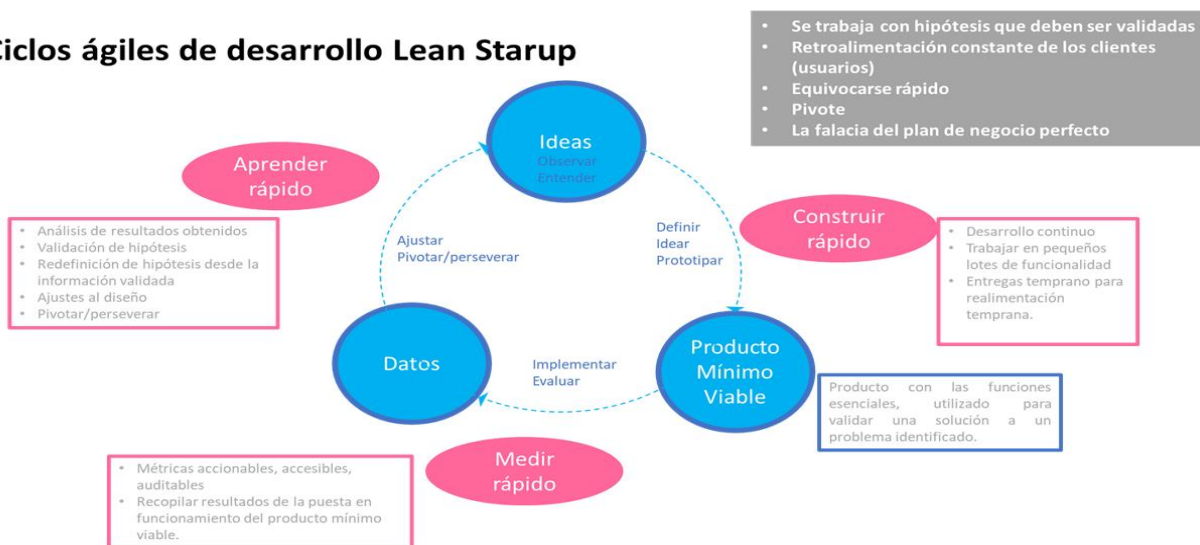 Ciclos ágiles de desarrollo Lean Starup
• Se trabaja con hipótesis que deben ser validadas
• Retroalimentación constante de los clientes
(usuarios)
• Equivocarse rápido
• Pivote
• La falacia del plan de negocio perfecto
Ideas
Observar
Entender
Aprender
rápido
• Análisis de resultados obtenidos
• Validación de hipótesis
• Redefinición de hipótesis desde la
información validada
• Ajustes al diseño
• Pivotar/perseverar
Ajustar
Pivotar/perseverar
Definir
Idear
Prototipar
Construir
rápido
• Desarrollo continuo
• Trabajar en pequeños
lotes de funcionalidad
• Entregas temprano para
realimentación
temprana.
Datos
Implementar
Evaluar
Producto
Mínimo
Viable
Producto con las funciones
esenciales, utilizado para
validar una solución a un
problema identificado.
Medir
rápido
• Métricas accionables, accesibles,
auditables
• Recopilar resultados de la puesta en
funcionamiento del producto mínimo
viable.